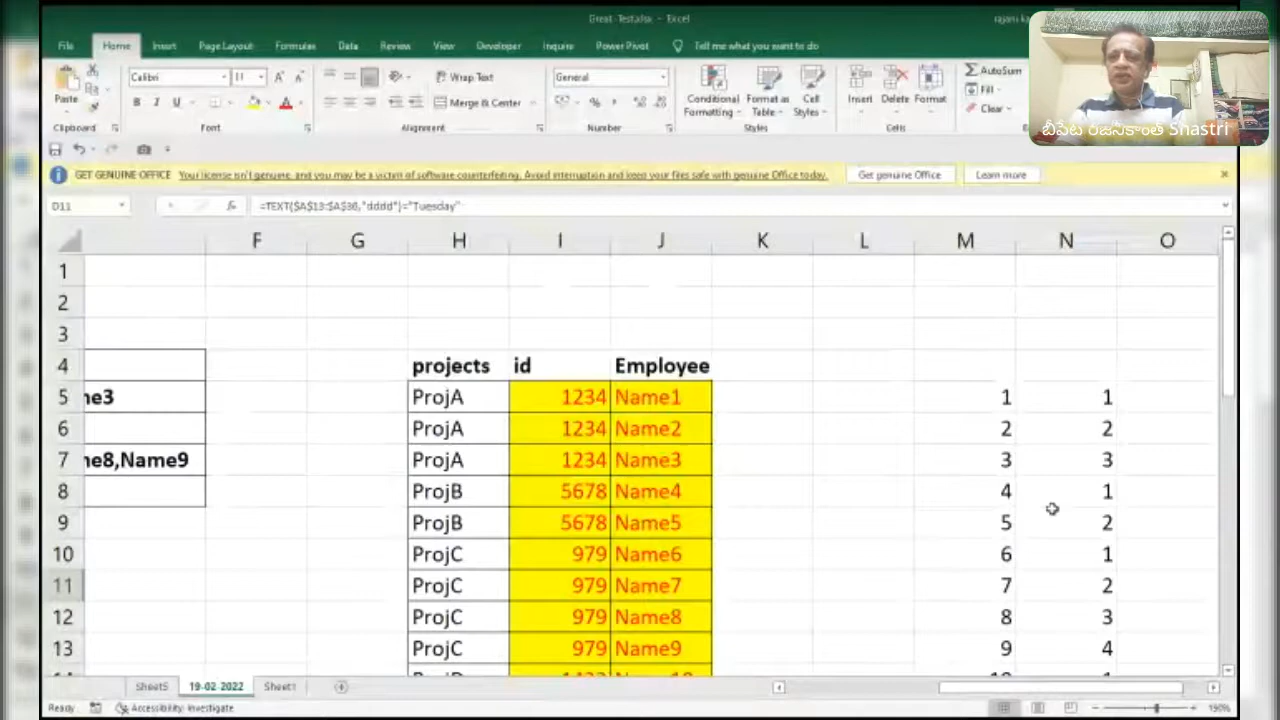 Great -Test.xlsx - Excel
File Home Insert Page Layout Formulas Data Review View Developer Inquire Power Pivot Tell me what you want to do
Calibri 11 Wrap Text General AutoSum
Paste Conditional Format as Cell Insert Delete Format Fill
B I U Merge & Center % Formatting Table Styles Clear
Clipboard Font Alignment Number Styles Cells
బీపేట రజనీకాంత్ Shastri
GET GENUINE OFFICE Your license isn't genuine, and you may be a victim of software counterfeiting. Avoid interruption and keep your files safe with genuine Office today. Get genuine Office Learn more
D11 fx =TEXT($A$13:$A$36,"dddd")="Tuesday"
F G H I J K L M N O
1
2
3
4 projects id Employee
5 ne3 ProjA 1234 Name1 1 1
6 ProjA 1234 Name2 2 2
7 ne8,Name9 ProjA 1234 Name3 3 3
8 ProjB 5678 Name4 4 1
9 ProjB 5678 Name5 5 2
10 ProjC 979 Name6 6 1
11 ProjC 979 Name7 7 2
12 ProjC 979 Name8 8 3
13 ProjC 979 Name9 9 4
Sheet5 19-02-2022 Sheet1
Ready Accessibility: Investigate 190%